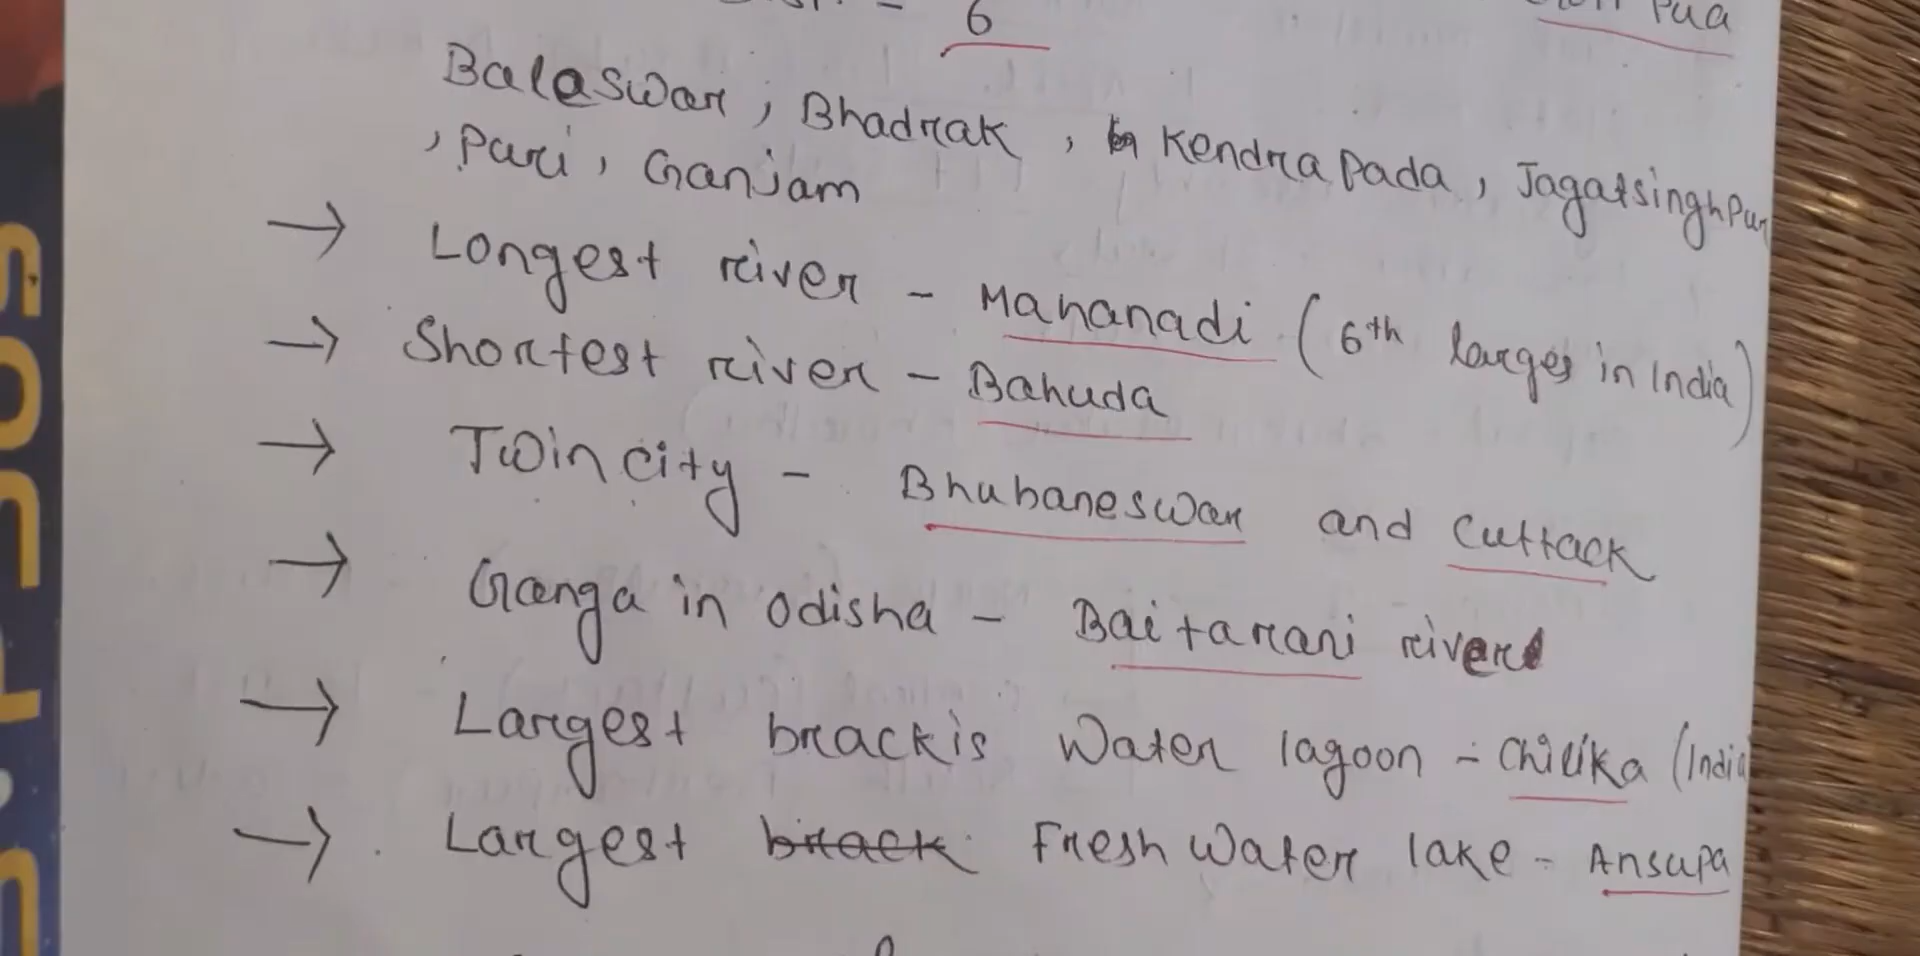 6
Balaswar, Bhadrak, Kendrapada, Jagatsinghpur
, Puri, Ganjam
→ Longest river - Mahanadi (6th larges in India)
→ Shortest river - Bahuda
→ Twin city - Bhubaneswar and Cuttack
→ Ganga in odisha - Baitarani river
→ Largest brackis Water lagoon - Chilika (India
→ Largest brack Fresh Water lake - Ansupa